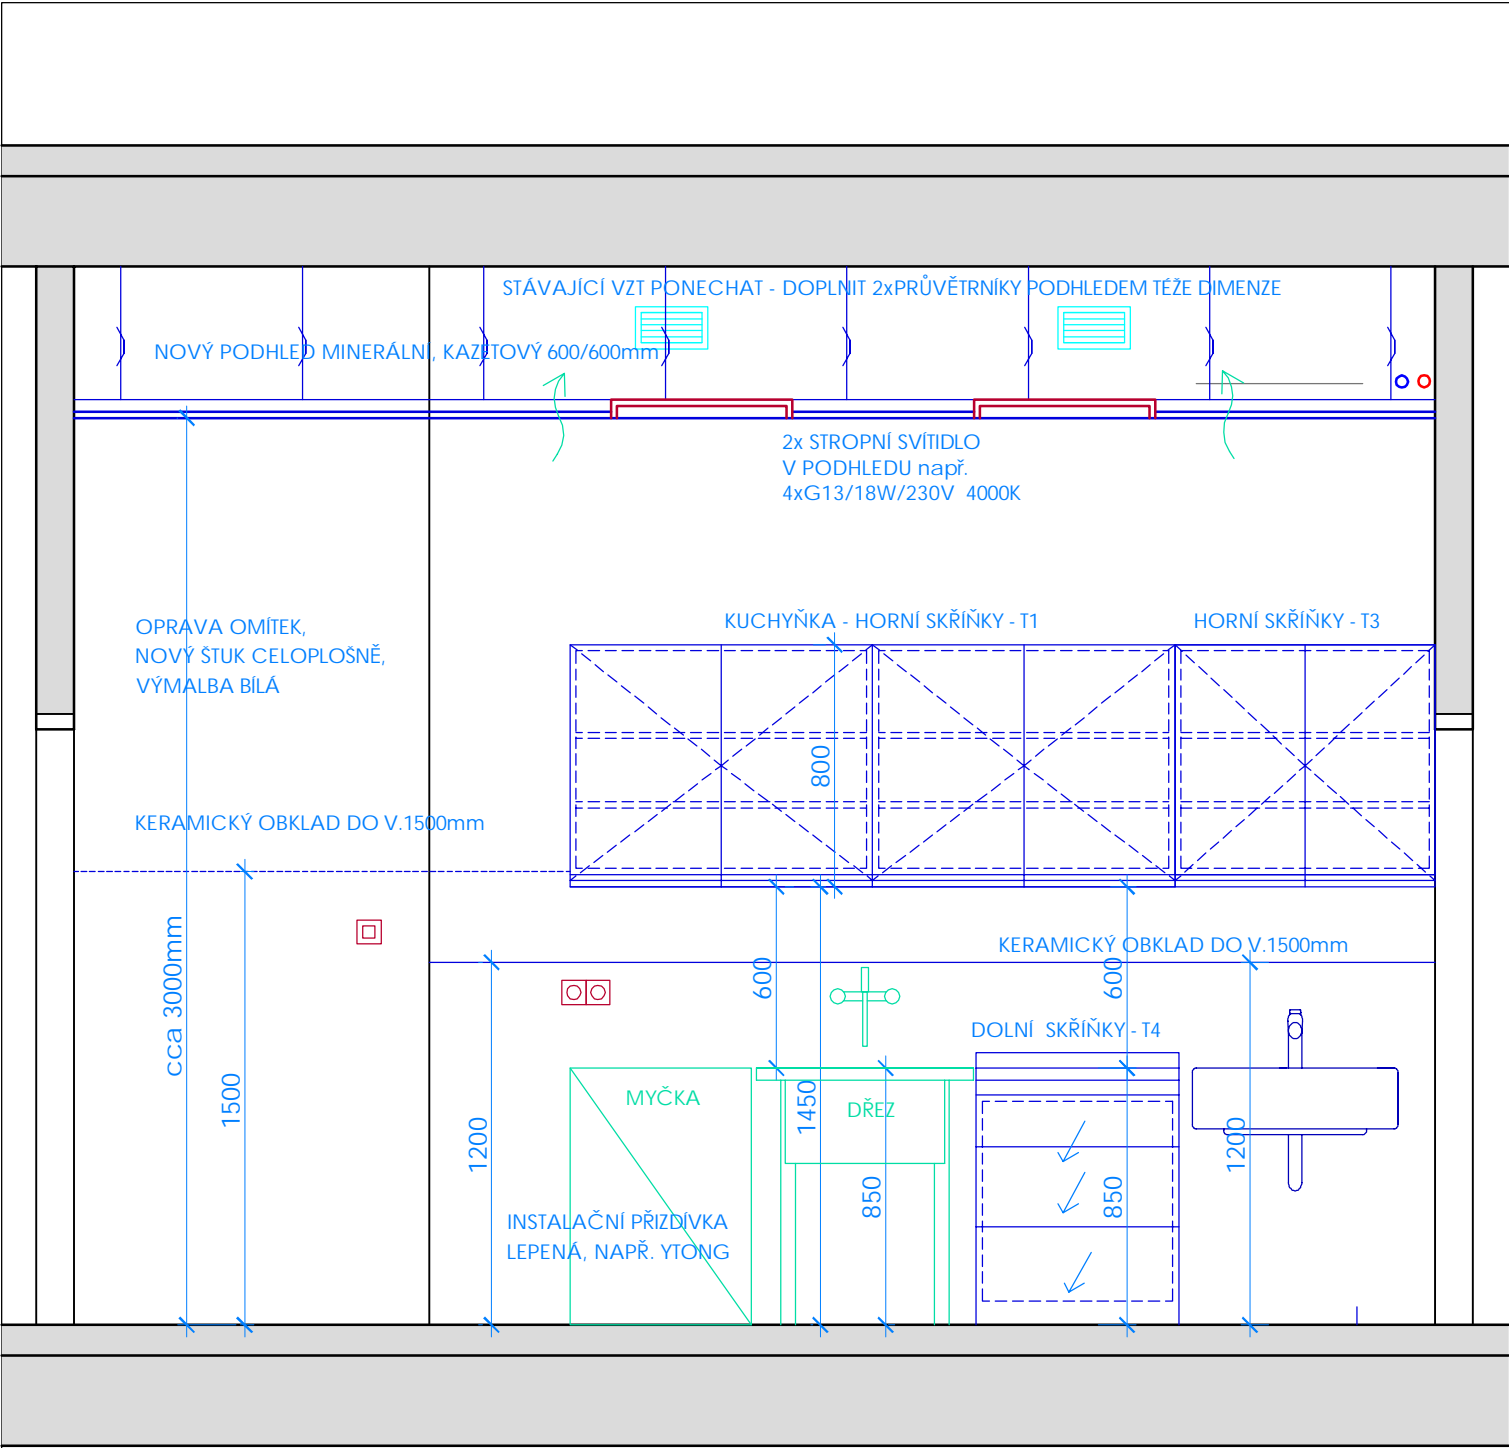 STÁVAJÍCÍ VZT PONECHAT - DOPLNIT 2xPRŮVĚTRNÍKY PODHLEDEM TÉŽE DIMENZE
NOVÝ PODHLED MINERÁLNÍ, KAZETOVÝ 600/600mm
2x STROPNÍ SVÍTIDLO
V PODHLEDU např.
4xG13/18W/230V 4000K
OPRAVA OMÍTEK,
NOVÝ ŠTUK CELOPLOŠNĚ,
VÝMALBA BÍLÁ
KUCHYŇKA - HORNÍ SKŘÍŇKY - T1
HORNÍ SKŘÍŇKY - T3
800
KERAMICKÝ OBKLAD DO V.1500mm
KERAMICKÝ OBKLAD DO V.1500mm
cca 3000mm
1500
600
600
DOLNÍ SKŘÍŇKY - T4
MYČKA
DŘEZ
1200
1450
850
850
1200
INSTALAČNÍ PŘIZDÍVKA
LEPENÁ, NAPŘ. YTONG